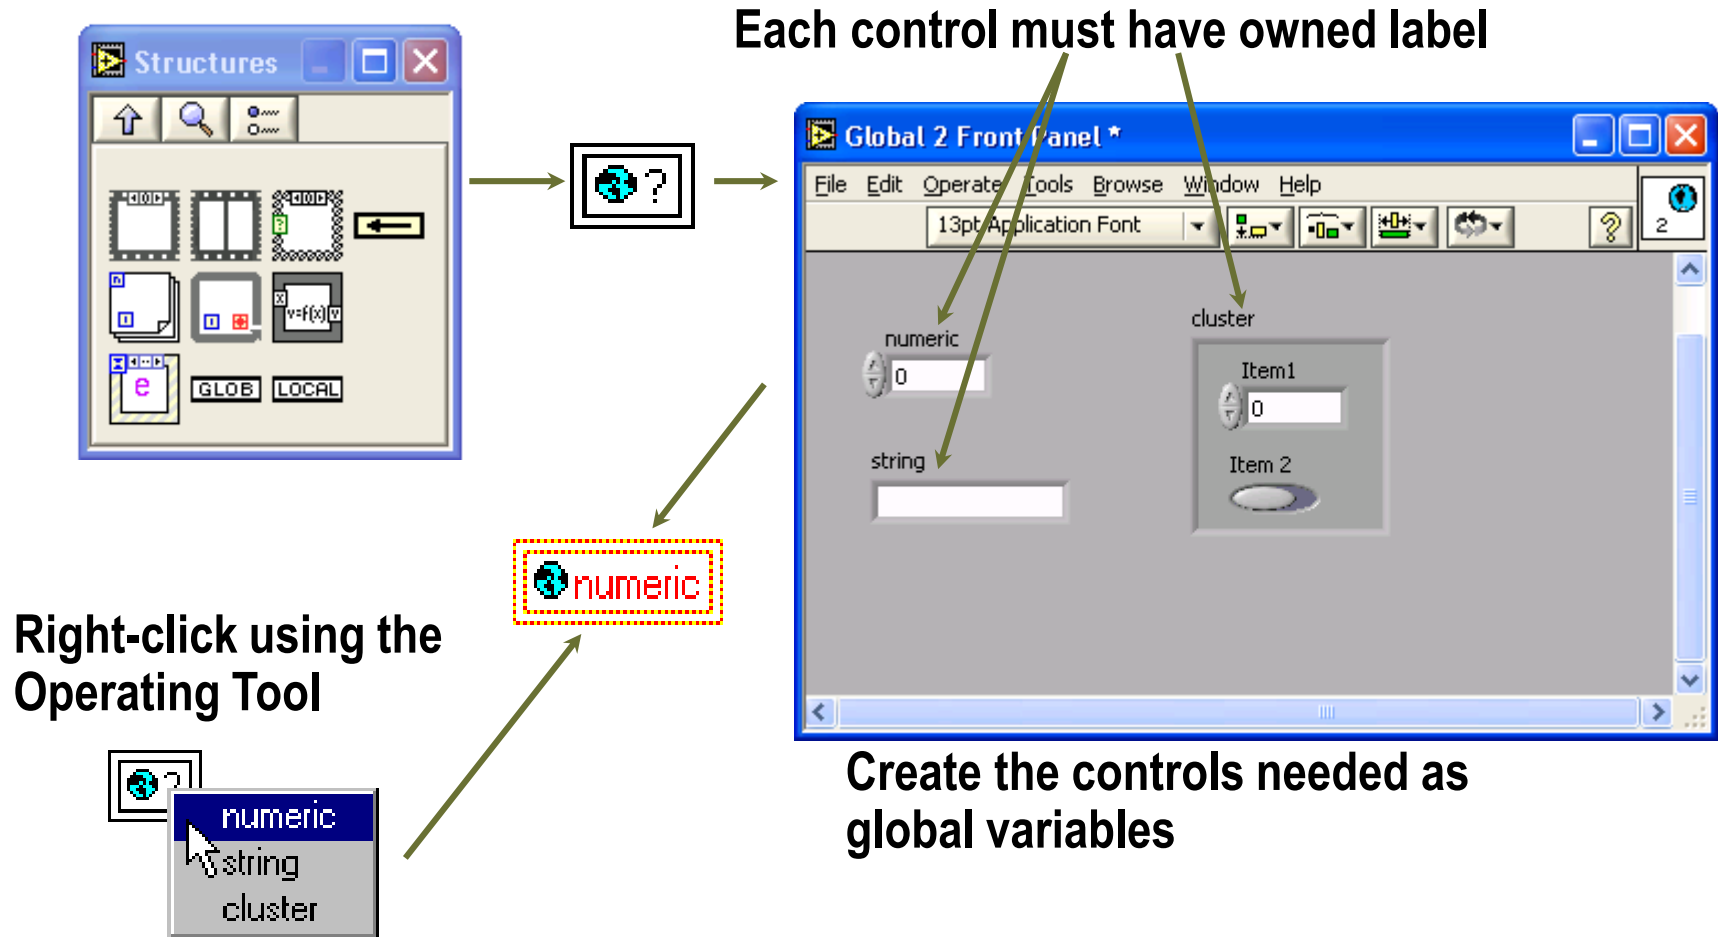 Each control must have owned label
Structures
GLOB LOCAL
v=f(x)
e
?
Global 2 Front Panel *
File Edit Operate Tools Browse Window Help
13pt Application Font
?
2
numeric
0
string
cluster
Item1
0
Item 2
numeric
Right-click using the
Operating Tool
?
numeric
string
cluster
Create the controls needed as
global variables